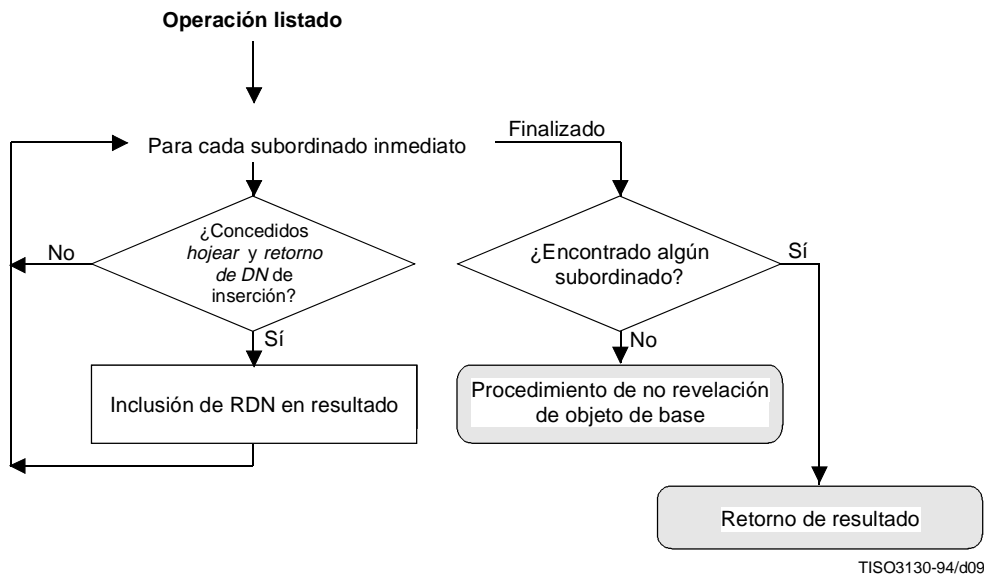 Operación listado
Para cada subordinado inmediato
Finalizado
¿Concedidos
hojear y retorno
de DN de
inserción?
No
Sí
¿Encontrado algún
subordinado?
Sí
No
Inclusión de RDN en resultado
Procedimiento de no revelación
de objeto de base
Retorno de resultado
TISO3130-94/d09